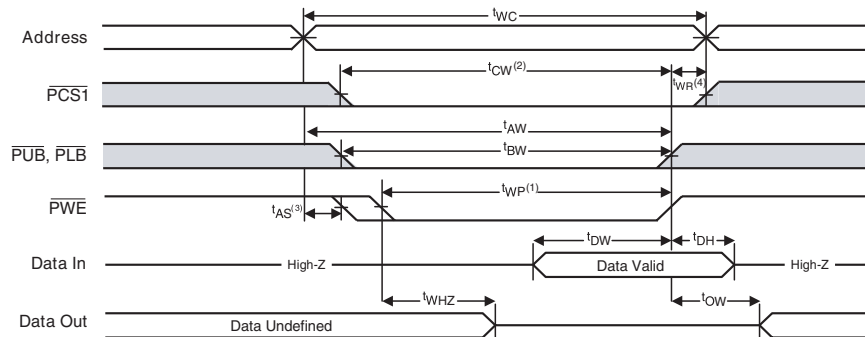 tWC
Address
tCW(2)
PCS1
tWR(4)
tAW
PUB, PLB
tBW
tWP(1)
PWE
tAS(3)
tDW
tDH
Data In
High-Z
Data Valid
High-Z
tWHZ
tOW
Data Out
Data Undefined